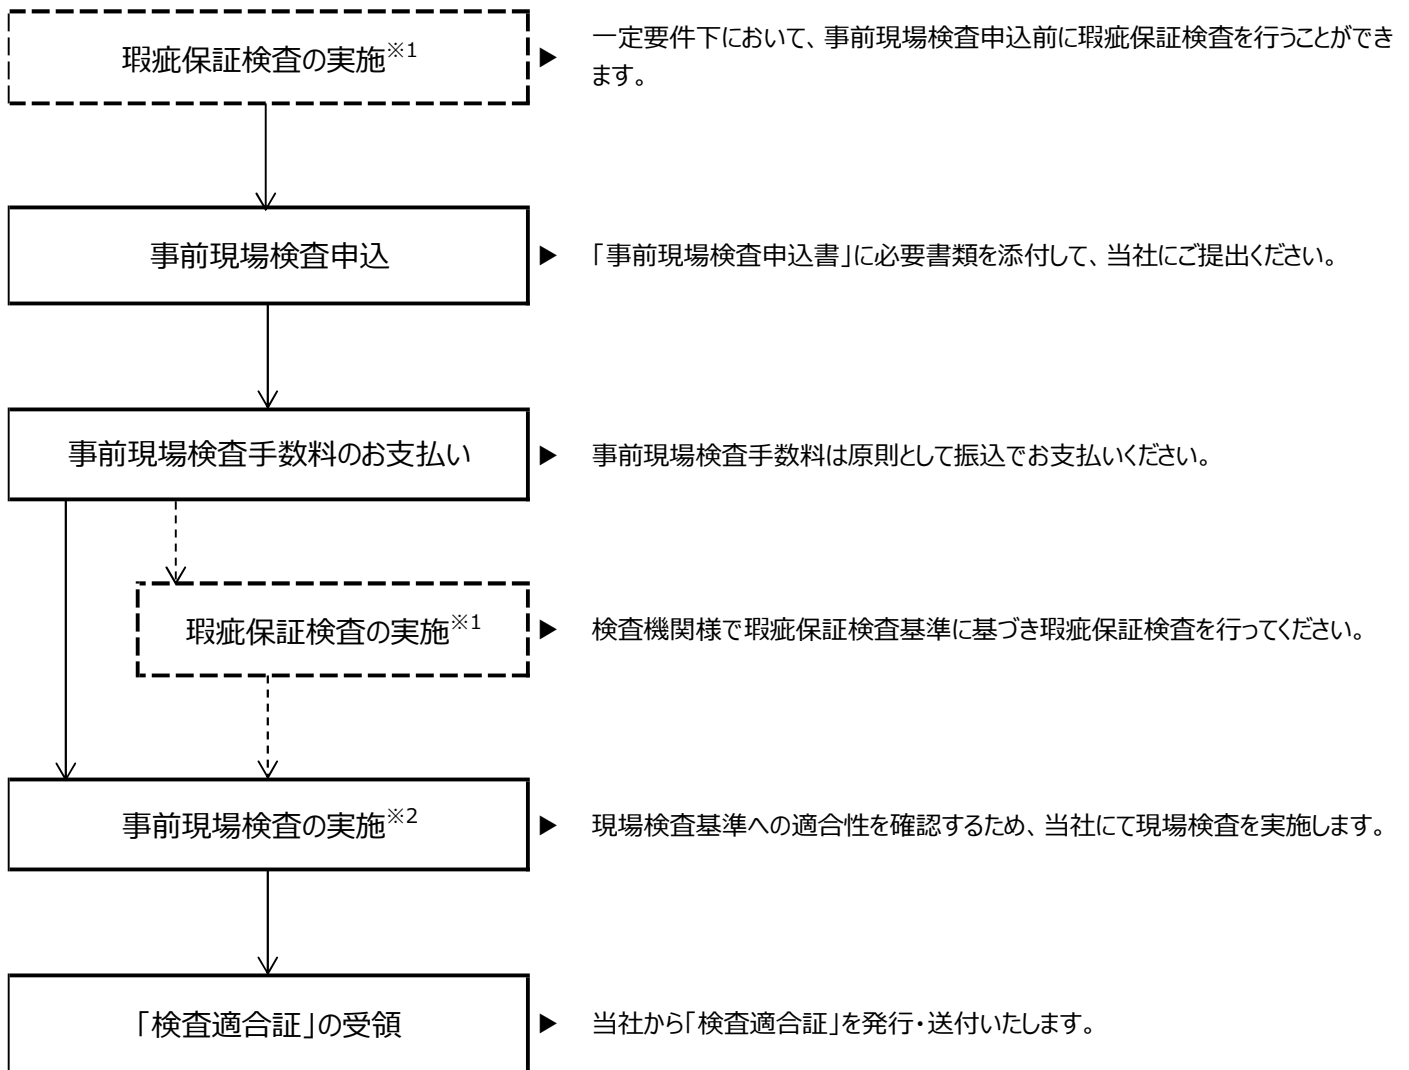 瑕疵保証検査の実施※1
▶ 一定要件下において、事前現場検査申込前に瑕疵保証検査を行うことができ
ます。
事前現場検査申込
▶ 「事前現場検査申込書」に必要書類を添付して、当社にご提出ください。
事前現場検査手数料のお支払い
▶ 事前現場検査手数料は原則として振込でお支払いください。
瑕疵保証検査の実施※1
▶ 検査機関様で瑕疵保証検査基準に基づき瑕疵保証検査を行ってください。
事前現場検査の実施※2
▶ 現場検査基準への適合性を確認するため、当社にて現場検査を実施します。
「検査適合証」の受領
▶ 当社から「検査適合証」を発行・送付いたします。